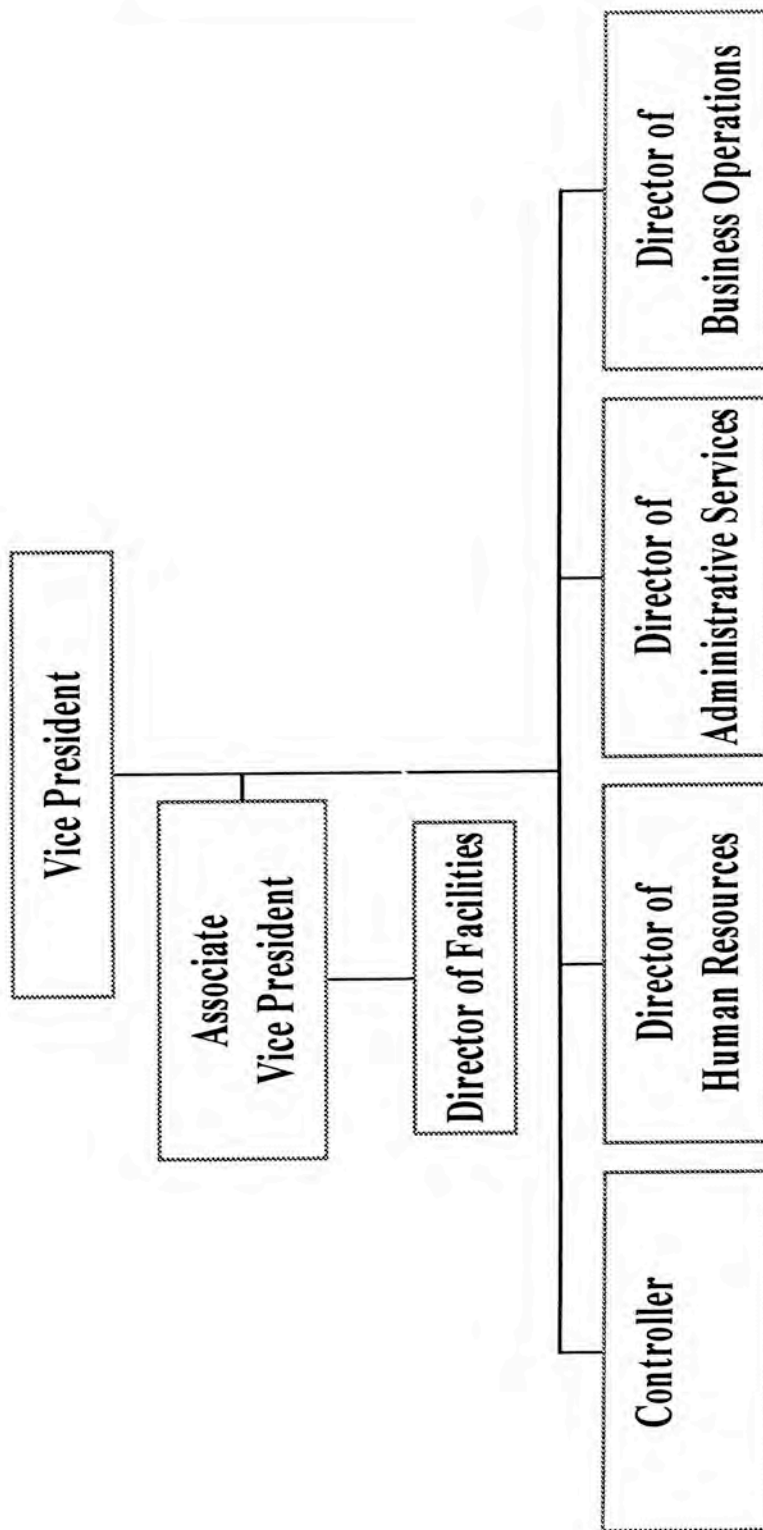 Vice President
Associate
Vice President
Director of Facilities
Controller
Director of
Human Resources
Director of
Administrative Services
Director of
Business Operations